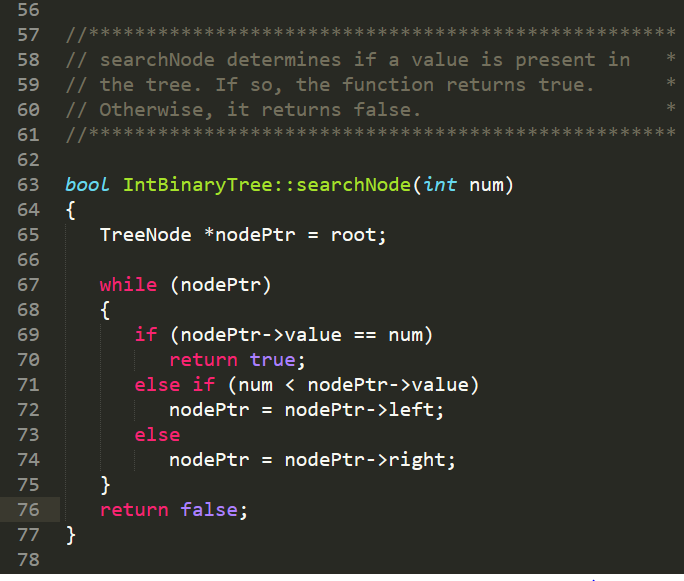 56
57 //***************************************************
58 // searchNode determines if a value is present in   *
59 // the tree. If so, the function returns true.      *
60 // Otherwise, it returns false.                     *
61 //***************************************************
62
63 bool IntBinaryTree::searchNode(int num)
64 {
65    TreeNode *nodePtr = root;
66
67    while (nodePtr)
68    {
69       if (nodePtr->value == num)
70          return true;
71       else if (num < nodePtr->value)
72          nodePtr = nodePtr->left;
73       else
74          nodePtr = nodePtr->right;
75    }
76    return false;
77 }
78